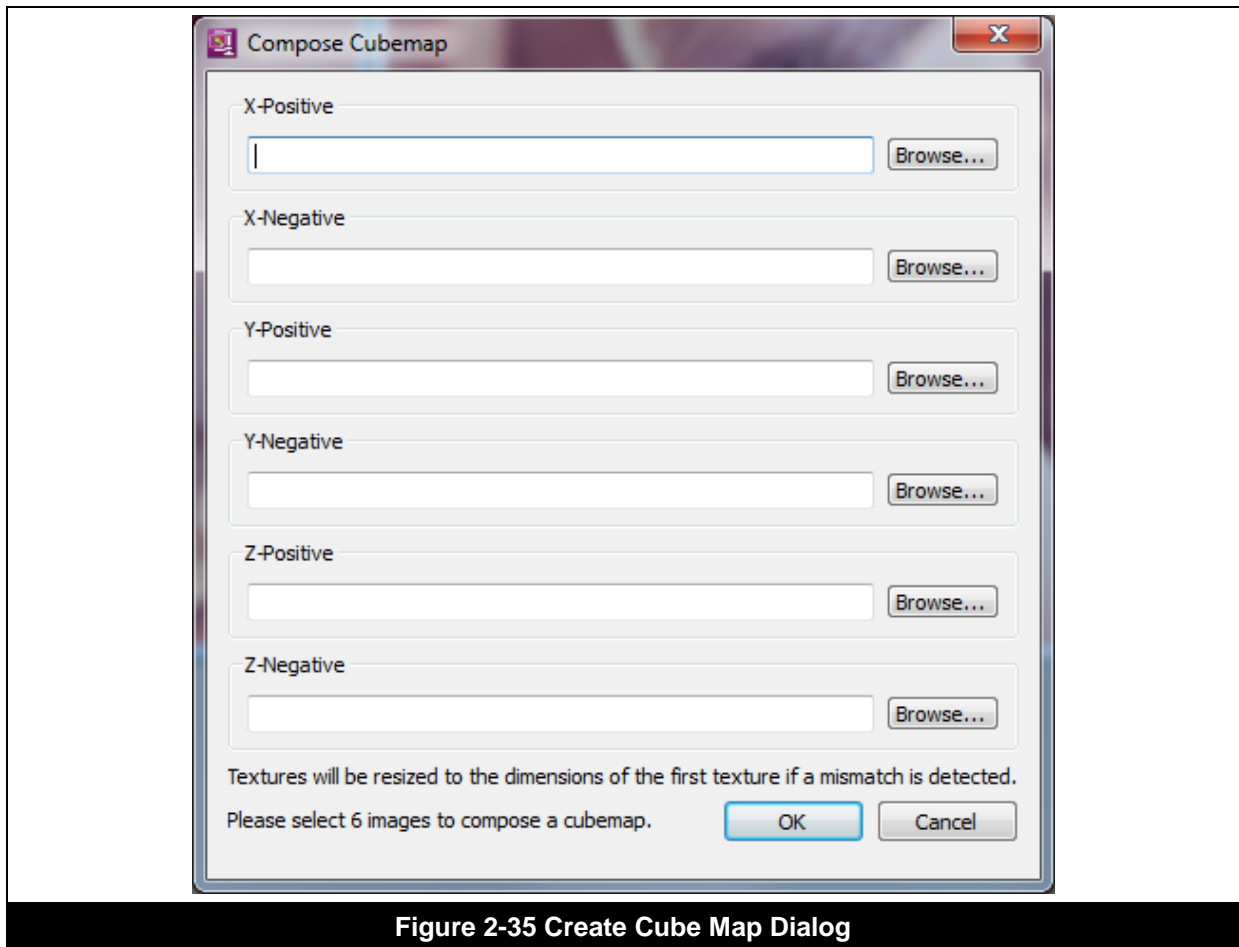 Compose Cubemap
X-Positive
Browse...
X-Negative
Browse...
Y-Positive
Browse...
Y-Negative
Browse...
Z-Positive
Browse...
Z-Negative
Browse...
Textures will be resized to the dimensions of the first texture if a mismatch is detected.
Please select 6 images to compose a cubemap. OK Cancel
Figure 2-35 Create Cube Map Dialog